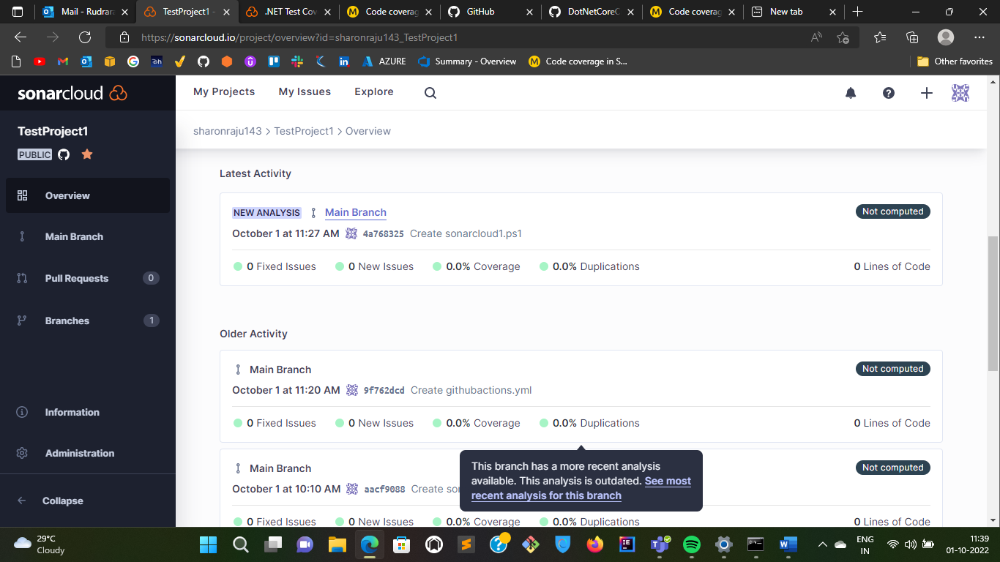 Mail - Rudrara
TestProject1 -
.NET Test Cov
Code coverag
GitHub
DotNetCoreC
Code coverag
New tab
https://sonarcloud.io/project/overview?id=sharonraju143_TestProject1
AZURE
Summary - Overview
Code coverage in S...
Other favorites
sonarcloud
My Projects
My Issues
Explore
TestProject1
PUBLIC
sharonraju143 > TestProject1 > Overview
Overview
Main Branch
Pull Requests 0
Branches 1
Information
Administration
Collapse
Latest Activity
NEW ANALYSIS Main Branch Not computed
October 1 at 11:27 AM 4a768325 Create sonarcloud1.ps1
0 Fixed Issues 0 New Issues 0.0% Coverage 0.0% Duplications 0 Lines of Code
Older Activity
Main Branch Not computed
October 1 at 11:20 AM 9f762dcd Create githubactions.yml
0 Fixed Issues 0 New Issues 0.0% Coverage 0.0% Duplications 0 Lines of Code
This branch has a more recent analysis
available. This analysis is outdated. See most
recent analysis for this branch
Main Branch Not computed
October 1 at 10:10 AM aacf9088 Create
0 Fixed Issues 0 New Issues 0.0% Coverage 0.0% Duplications 0 Lines of Code
29°C
Cloudy
ENG
IN
11:39
01-10-2022